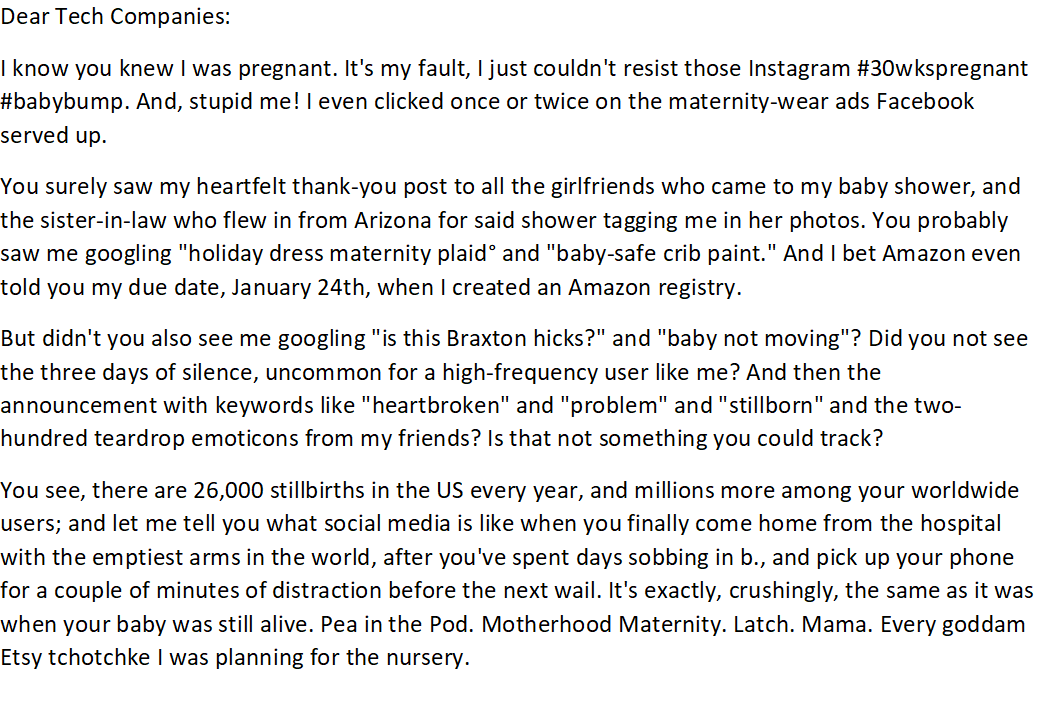 Dear Tech Companies:
I know you knew I was pregnant. It's my fault, I just couldn't resist those Instagram #30wkspregnant
#babybump. And, stupid me! I even clicked once or twice on the maternity-wear ads Facebook
served up.
You surely saw my heartfelt thank-you post to all the girlfriends who came to my baby shower, and
the sister-in-law who flew in from Arizona for said shower tagging me in her photos. You probably
saw me googling "holiday dress maternity plaid° and "baby-safe crib paint." And I bet Amazon even
told you my due date, January 24th, when I created an Amazon registry.
But didn't you also see me googling "is this Braxton hicks?" and "baby not moving"? Did you not see
the three days of silence, uncommon for a high-frequency user like me? And then the
announcement with keywords like "heartbroken" and "problem" and "stillborn" and the two-
hundred teardrop emoticons from my friends? Is that not something you could track?
You see, there are 26,000 stillbirths in the US every year, and millions more among your worldwide
users; and let me tell you what social media is like when you finally come home from the hospital
with the emptiest arms in the world, after you've spent days sobbing in b., and pick up your phone
for a couple of minutes of distraction before the next wail. It's exactly, crushingly, the same as it was
when your baby was still alive. Pea in the Pod. Motherhood Maternity. Latch. Mama. Every goddam
Etsy tchotchke I was planning for the nursery.